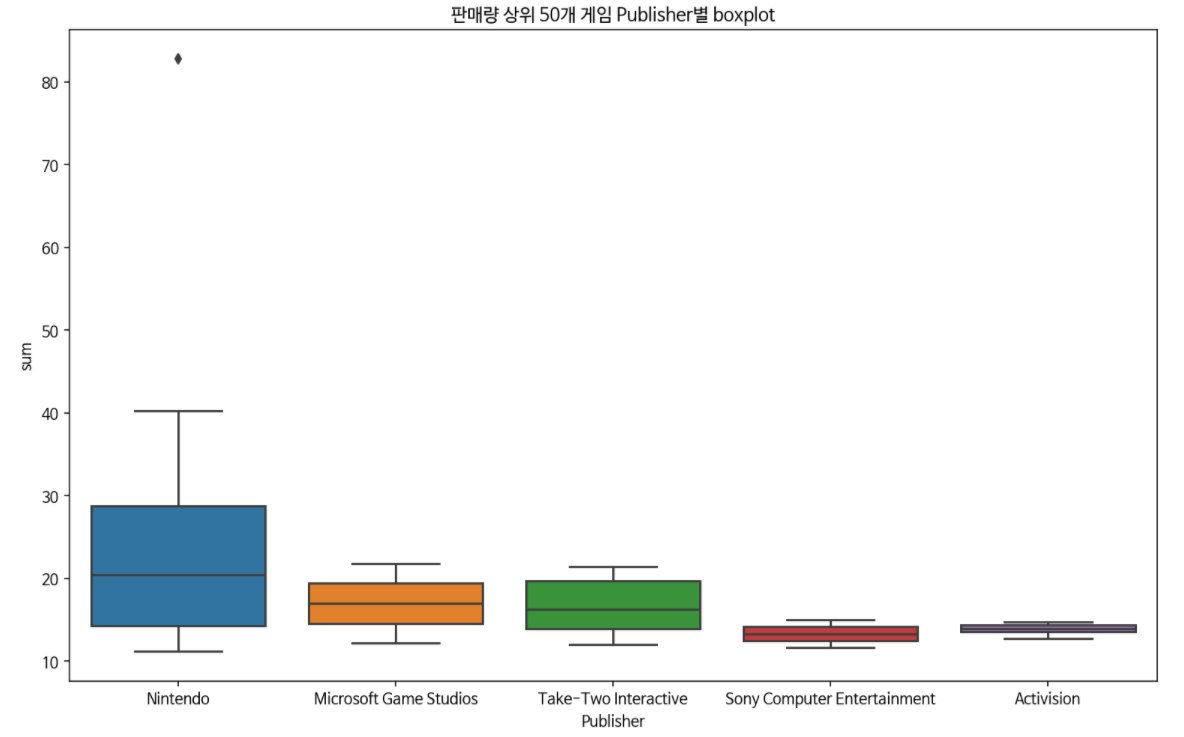 판매량 상위 50개 게임 Publisher별 boxplot
80
70
60
50
40
30
20
10
sum
Nintendo
Microsoft Game Studios
Take-Two Interactive
Sony Computer Entertainment
Activision
Publisher